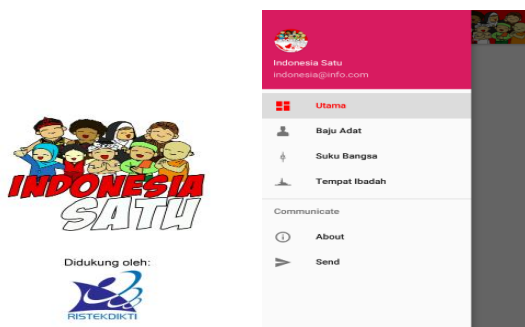 INDONESIA
SATU
Didukung oleh:
RISTEKDIKTI
Indonesia Satu
indonesia@info.com
Utama
Baju Adat
Suku Bangsa
Tempat Ibadah
Communicate
About
Send